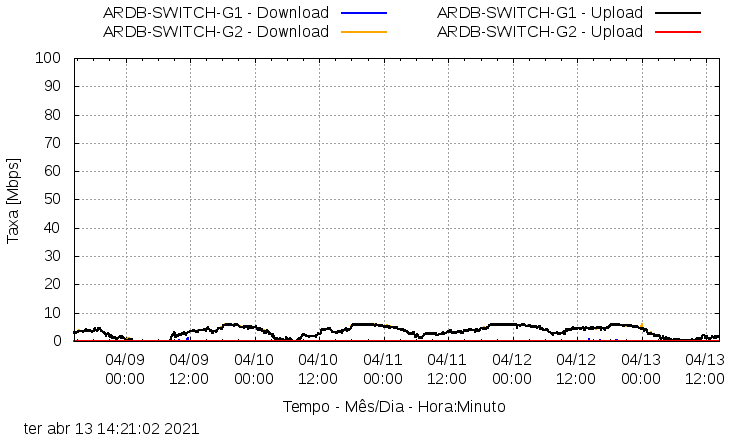 ARDB-SWITCH-G1 - Download ARDB-SWITCH-G1 - Upload
ARDB-SWITCH-G2 - Download ARDB-SWITCH-G2 - Upload
Taxa [Mbps]
100
90
80
70
60
50
40
30
20
10
0
04/09 04/09 04/10 04/10 04/11 04/11 04/12 04/12 04/13 04/13
00:00 12:00 00:00 12:00 00:00 12:00 00:00 12:00 00:00 12:00
Tempo - Mês/Dia - Hora:Minuto
ter abr 13 14:21:02 2021